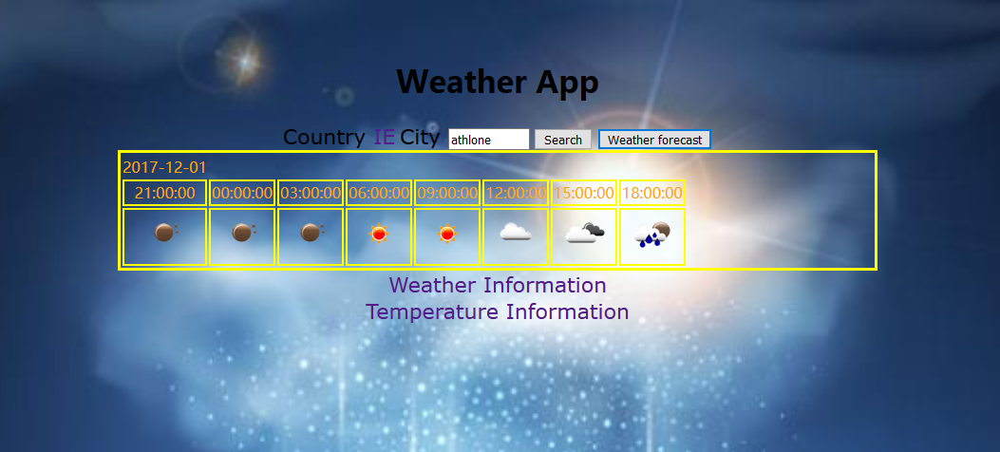 Weather App
Country IE City athlone Search Weather forecast
2017-12-01
21:00:00 00:00:00 03:00:00 06:00:00 09:00:00 12:00:00 15:00:00 18:00:00
Weather Information
Temperature Information